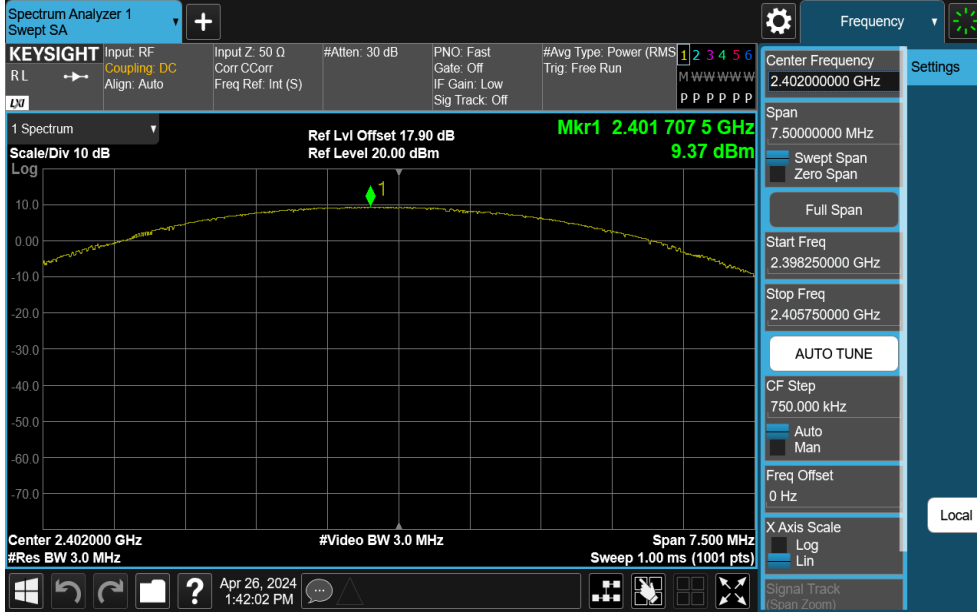 Spectrum Analyzer 1
Swept SA
+
Frequency
KEYSIGHT
RL
LXI
Input: RF
Coupling: DC
Align: Auto
Input Z: 50 Ω
Corr CCorr
Freq Ref: Int (S)
#Atten: 30 dB
PNO: Fast
Gate: Off
IF Gain: Low
Sig Track: Off
#Avg Type: Power (RMS
Trig: Free Run
1 2 3 4 5 6
M W W W W W
P P P P P P
Center Frequency
2.402000000 GHz
Settings
Span
7.50000000 MHz
Swept Span
Zero Span
Full Span
Start Freq
2.398250000 GHz
Stop Freq
2.405750000 GHz
AUTO TUNE
CF Step
750.000 kHz
Auto
Man
Freq Offset
0 Hz
X Axis Scale
Log
Lin
Signal Track
(Span Zoom)
Local
1 Spectrum
Scale/Div 10 dB
Log
Ref Lvl Offset 17.90 dB
Ref Level 20.00 dBm
Mkr1 2.401 707 5 GHz
9.37 dBm
1
10.0
0.00
-10.0
-20.0
-30.0
-40.0
-50.0
-60.0
-70.0
Center 2.402000 GHz
#Res BW 3.0 MHz
#Video BW 3.0 MHz
Span 7.500 MHz
Sweep 1.00 ms (1001 pts)
?
Apr 26, 2024
1:42:02 PM